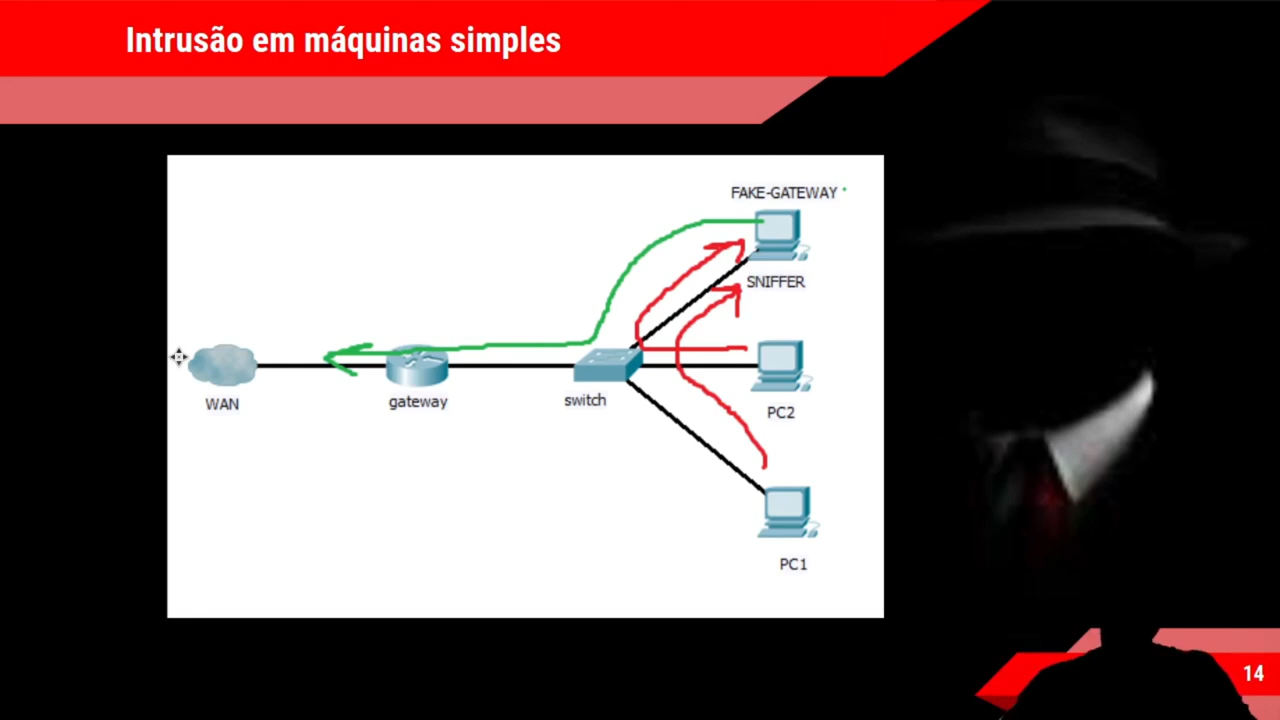 Intrusão em máquinas simples
FAKE-GATEWAY
SNIFFER
WAN
gateway
switch
PC2
PC1
14